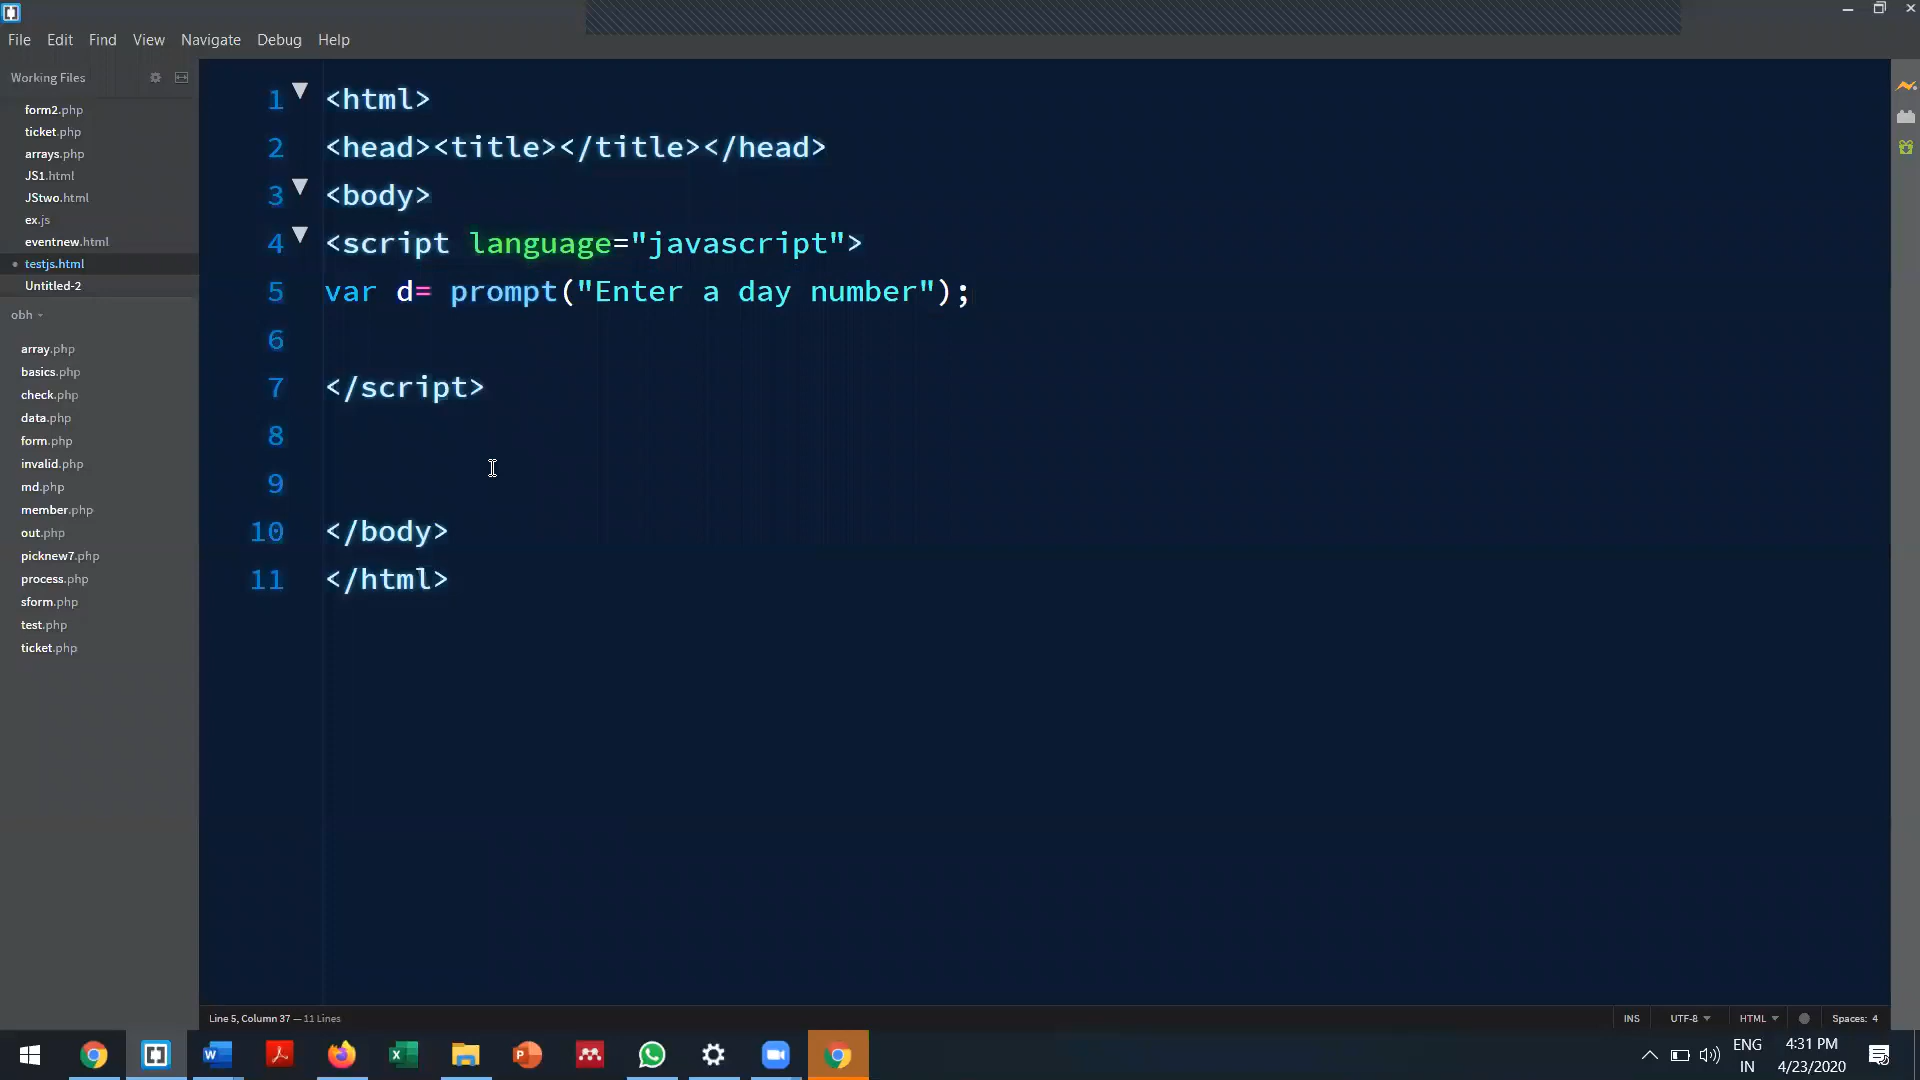 File Edit Find View Navigate Debug Help
Working Files
form2.php
ticket.php
arrays.php
JS1.html
JStwo.html
ex.js
eventnew.html
testjs.html
Untitled-2
obh
array.php
basics.php
check.php
data.php
form.php
invalid.php
md.php
member.php
out.php
picknew7.php
process.php
sform.php
test.php
ticket.php
1 <html>
2 <head><title></title></head>
3 <body>
4 <script language="javascript">
5 var d= prompt("Enter a day number");
6
7 </script>
8
9
10 </body>
11 </html>
Line 5, Column 37 — 11 Lines
INS UTF-8 HTML Spaces: 4
ENG
IN
4:31 PM
4/23/2020